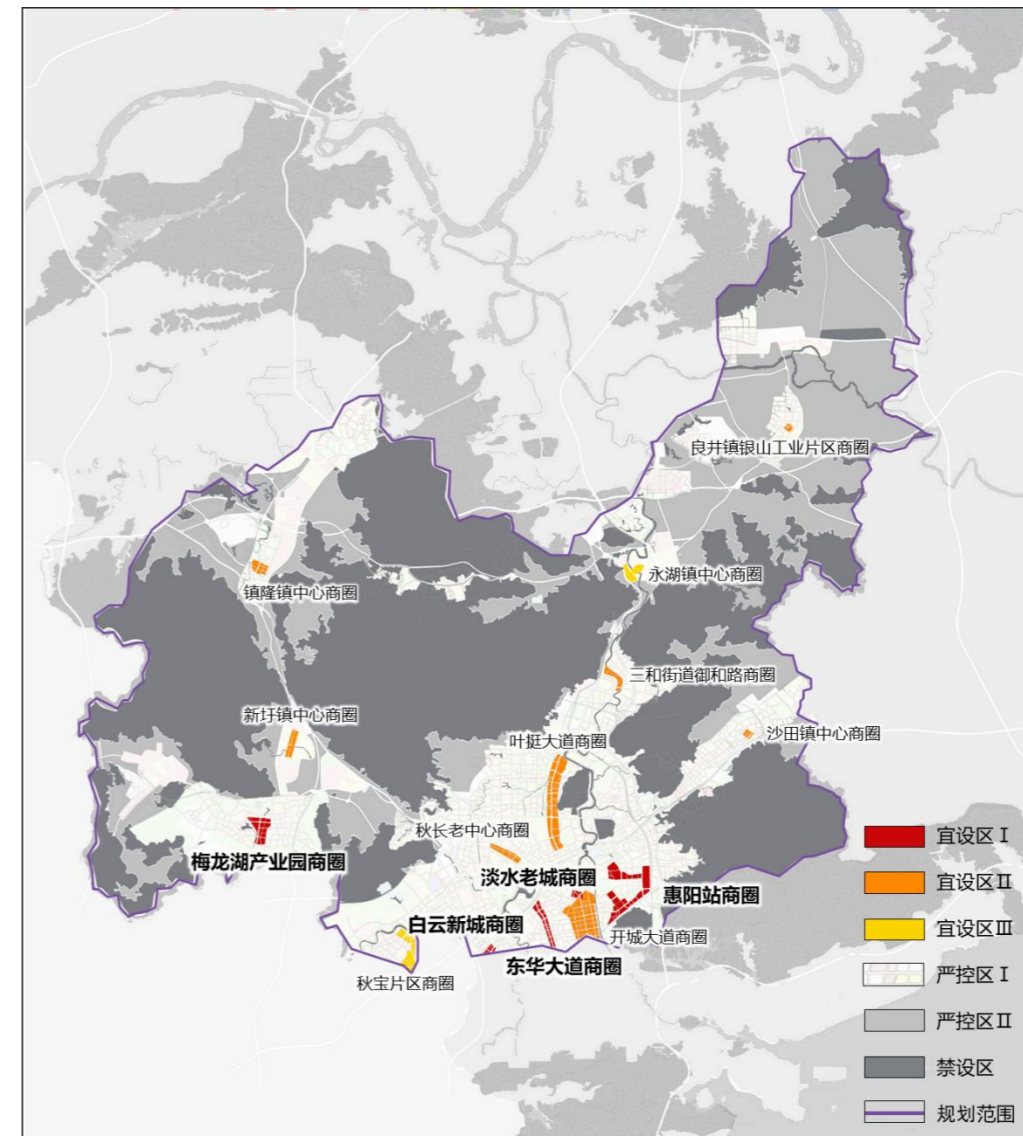 良井镇银山工业片区商圈
永湖镇中心商圈
镇隆镇中心商圈
三和街道御和路商圈
新圩镇中心商圈
沙田镇中心商圈
叶挺大道商圈
秋长老中心商圈
梅龙湖产业园商圈
淡水老城商圈
惠阳站商圈
白云新城商圈
开城大道商圈
东华大道商圈
秋宝片区商圈
宜设区Ⅰ
宜设区Ⅱ
宜设区Ⅲ
严控区Ⅰ
严控区Ⅱ
禁设区
规划范围